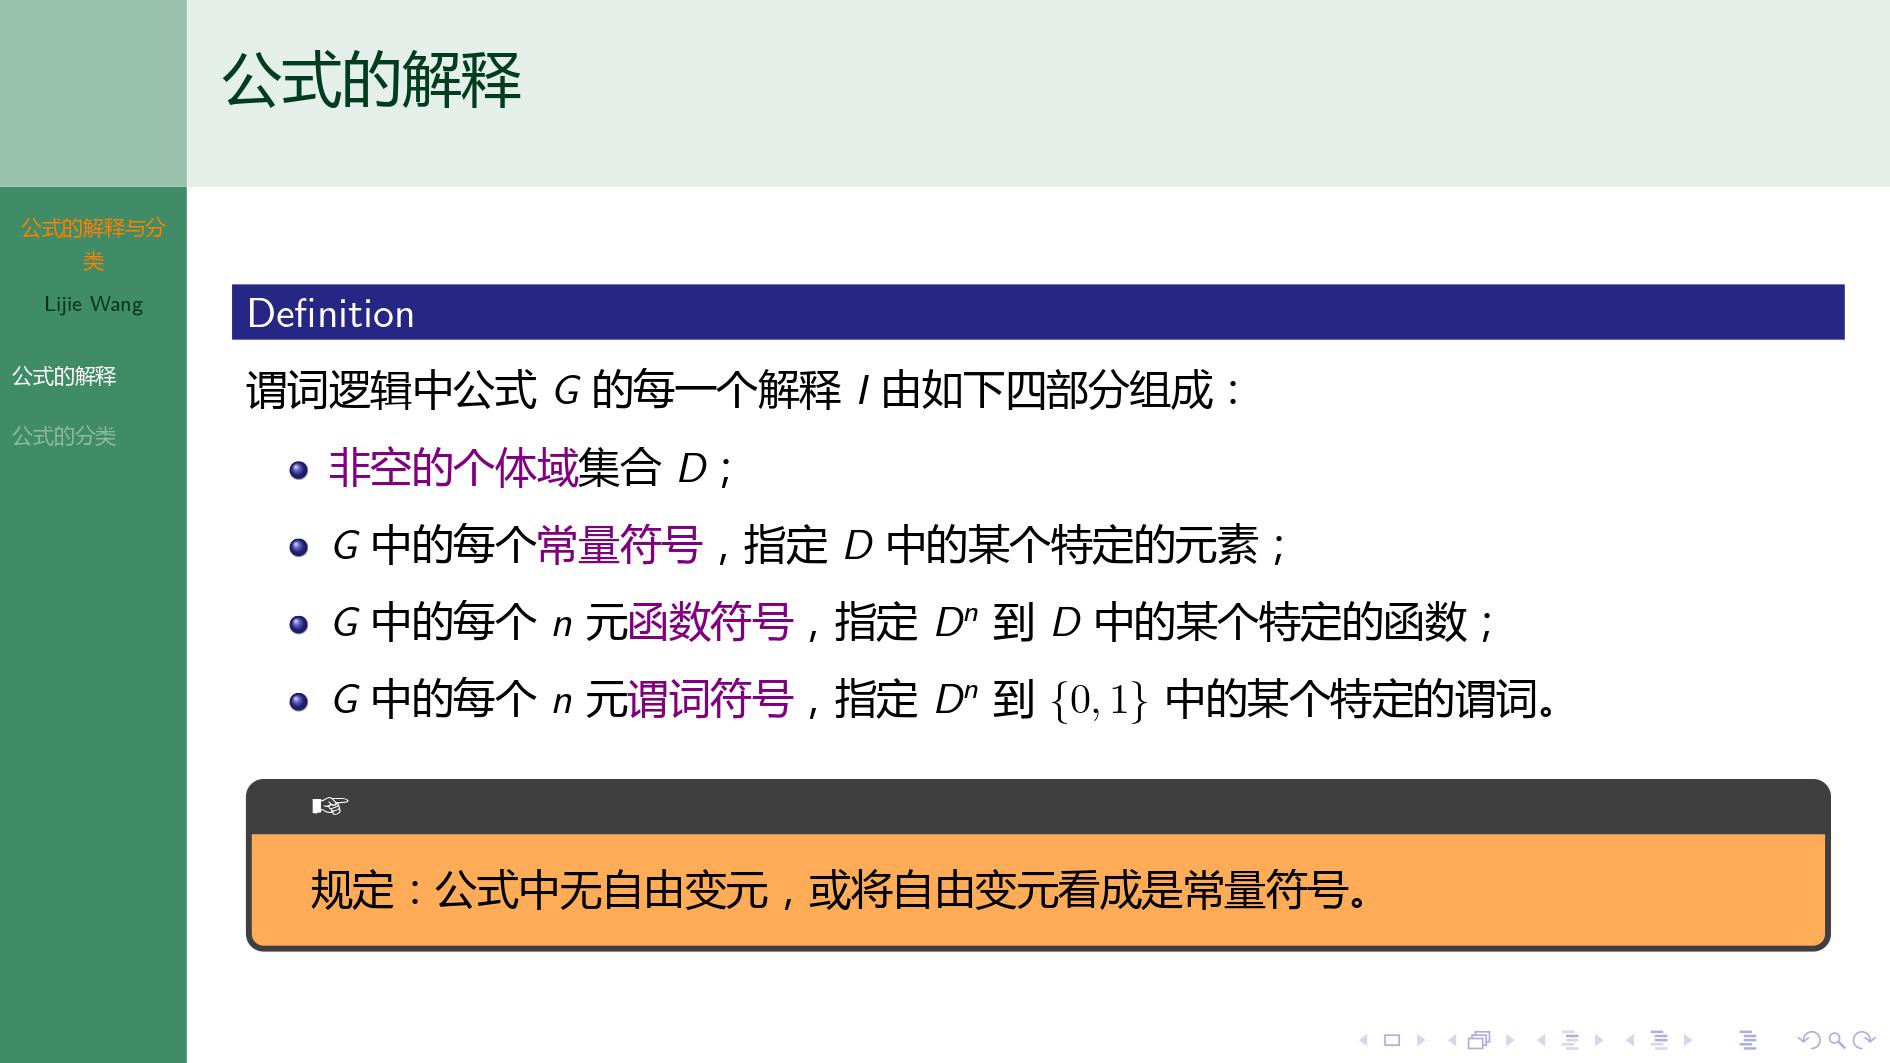 公式的解释
公式的解释与分
类
Lijie Wang
公式的解释
公式的分类
Definition
谓词逻辑中公式 G 的每一个解释 I 由如下四部分组成：
非空的个体域集合 D；
G 中的每个常量符号，指定 D 中的某个特定的元素；
G 中的每个 n 元函数符号，指定 Dⁿ 到 D 中的某个特定的函数；
G 中的每个 n 元谓词符号，指定 Dⁿ 到 {0, 1} 中的某个特定的谓词。
☞
规定：公式中无自由变元，或将自由变元看成是常量符号。